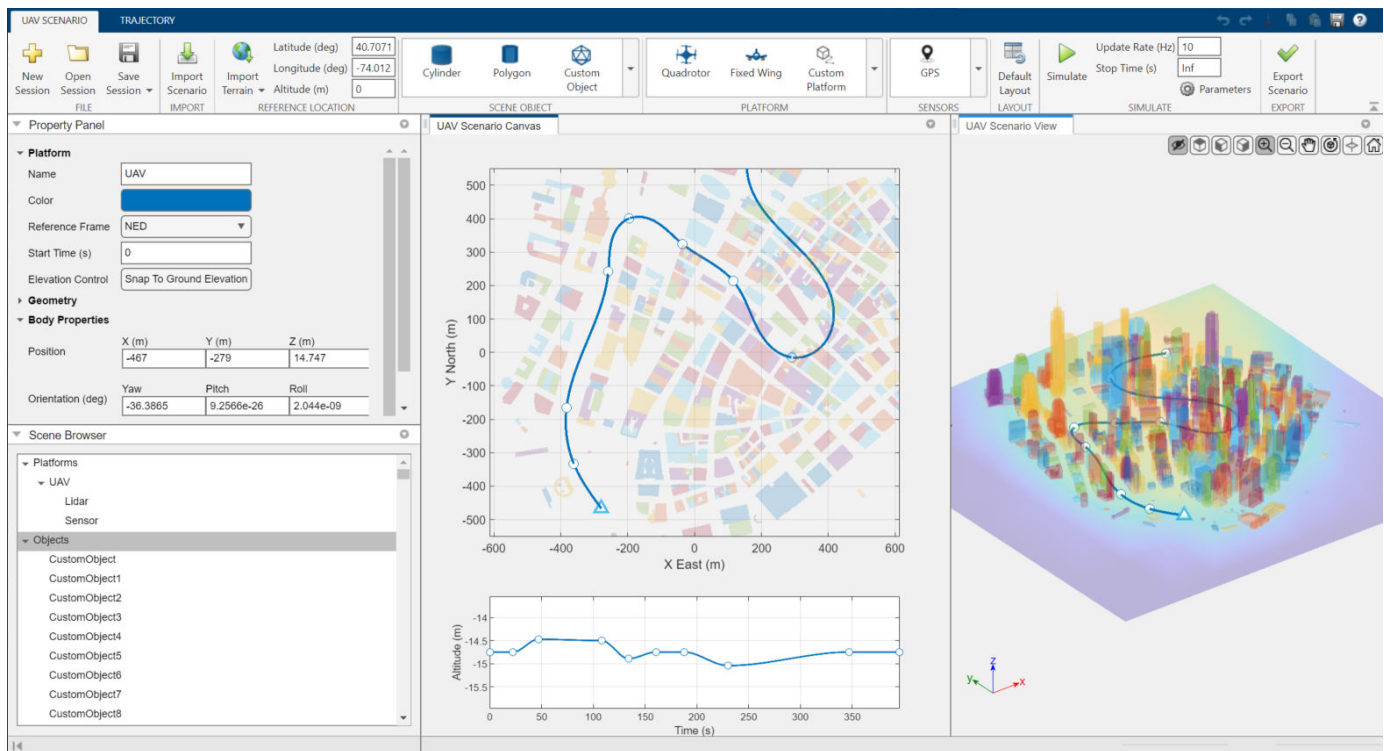 UAV SCENARIO TRAJECTORY
New Session
Open Session
Save Session
FILE
Import Scenario
IMPORT
Import Terrain
Latitude (deg) 40.7071
Longitude (deg) -74.012
Altitude (m) 0
REFERENCE LOCATION
Cylinder
Polygon
Custom Object
SCENE OBJECT
Quadrotor
Fixed Wing
Custom Platform
PLATFORM
GPS
SENSORS
Default Layout
LAYOUT
Simulate
Update Rate (Hz) 10
Stop Time (s) Inf
Parameters
SIMULATE
Export Scenario
EXPORT
Property Panel
Platform
Name UAV
Color
Reference Frame NED
Start Time (s) 0
Elevation Control Snap To Ground Elevation
Geometry
Body Properties
X (m) Y (m) Z (m)
Position -467 -279 14.747
Yaw Pitch Roll
Orientation (deg) -36.3865 9.2566e-26 2.044e-09
Scene Browser
Platforms
UAV
Lidar
Sensor
Objects
CustomObject
CustomObject1
CustomObject2
CustomObject3
CustomObject4
CustomObject5
CustomObject6
CustomObject7
CustomObject8
UAV Scenario Canvas
500
400
300
200
100
0
-100
-200
-300
-400
-500
Y North (m)
-600 -400 -200 0 200 400 600
X East (m)
-14
-14.5
-15
-15.5
Altitude (m)
0 50 100 150 200 250 300 350
Time (s)
UAV Scenario View
z
y x